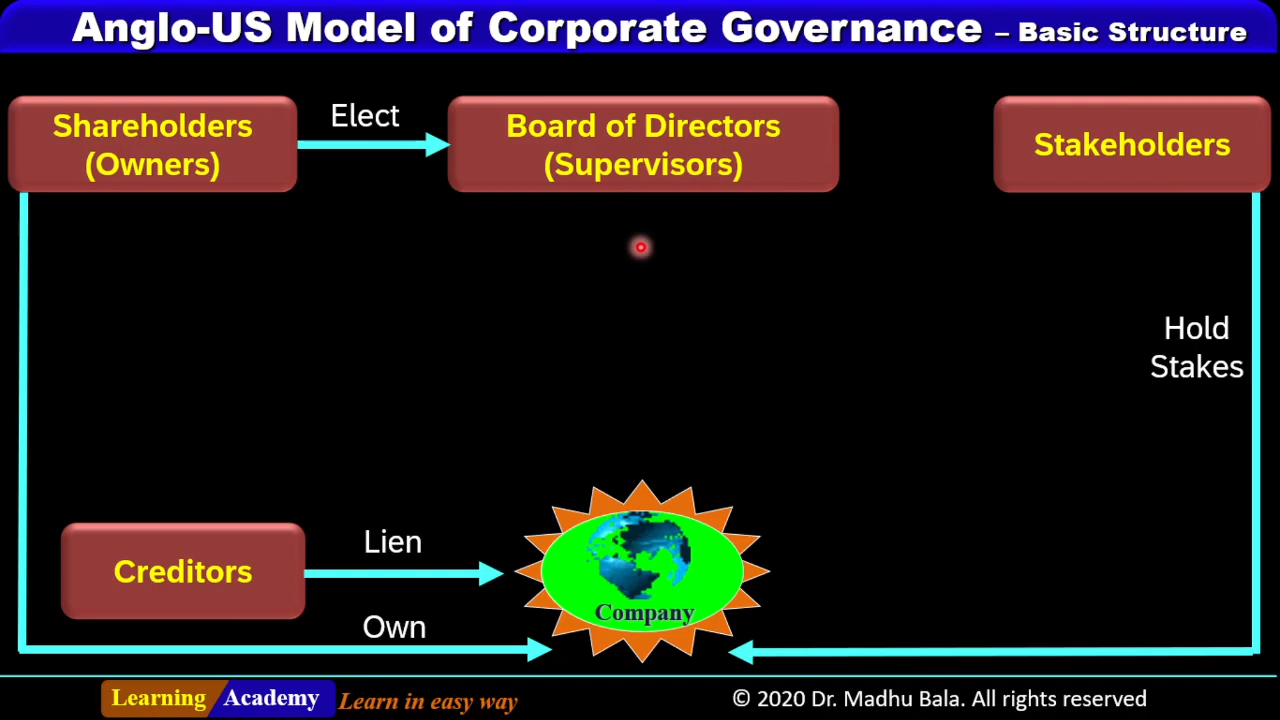 Anglo-US Model of Corporate Governance – Basic Structure
Shareholders
(Owners)
Elect
Board of Directors
(Supervisors)
Stakeholders
Hold
Stakes
Creditors
Lien
Company
Own
Learning Academy Learn in easy way
© 2020 Dr. Madhu Bala. All rights reserved